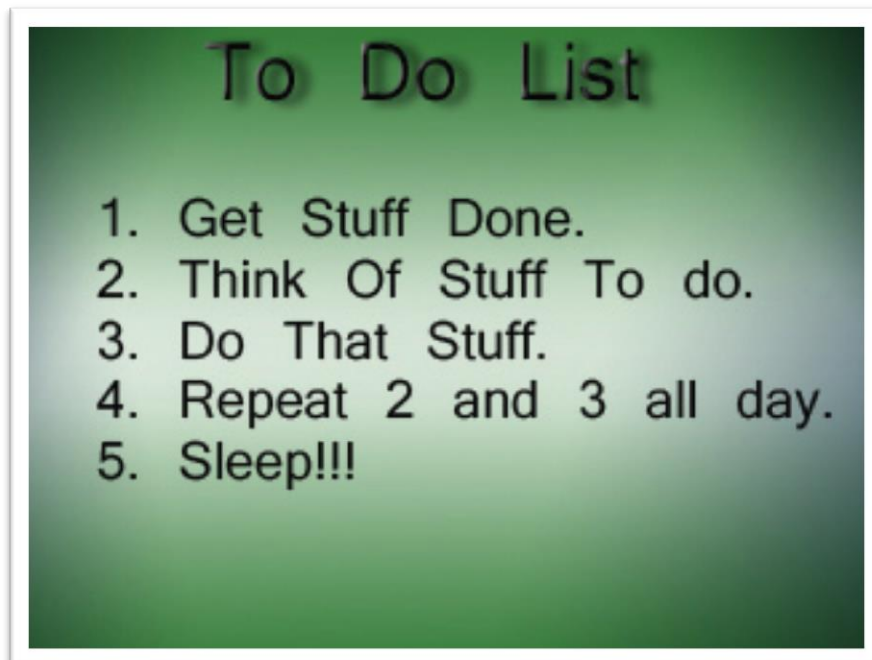 To Do List
1. Get Stuff Done.
2. Think Of Stuff To do.
3. Do That Stuff.
4. Repeat 2 and 3 all day.
5. Sleep!!!